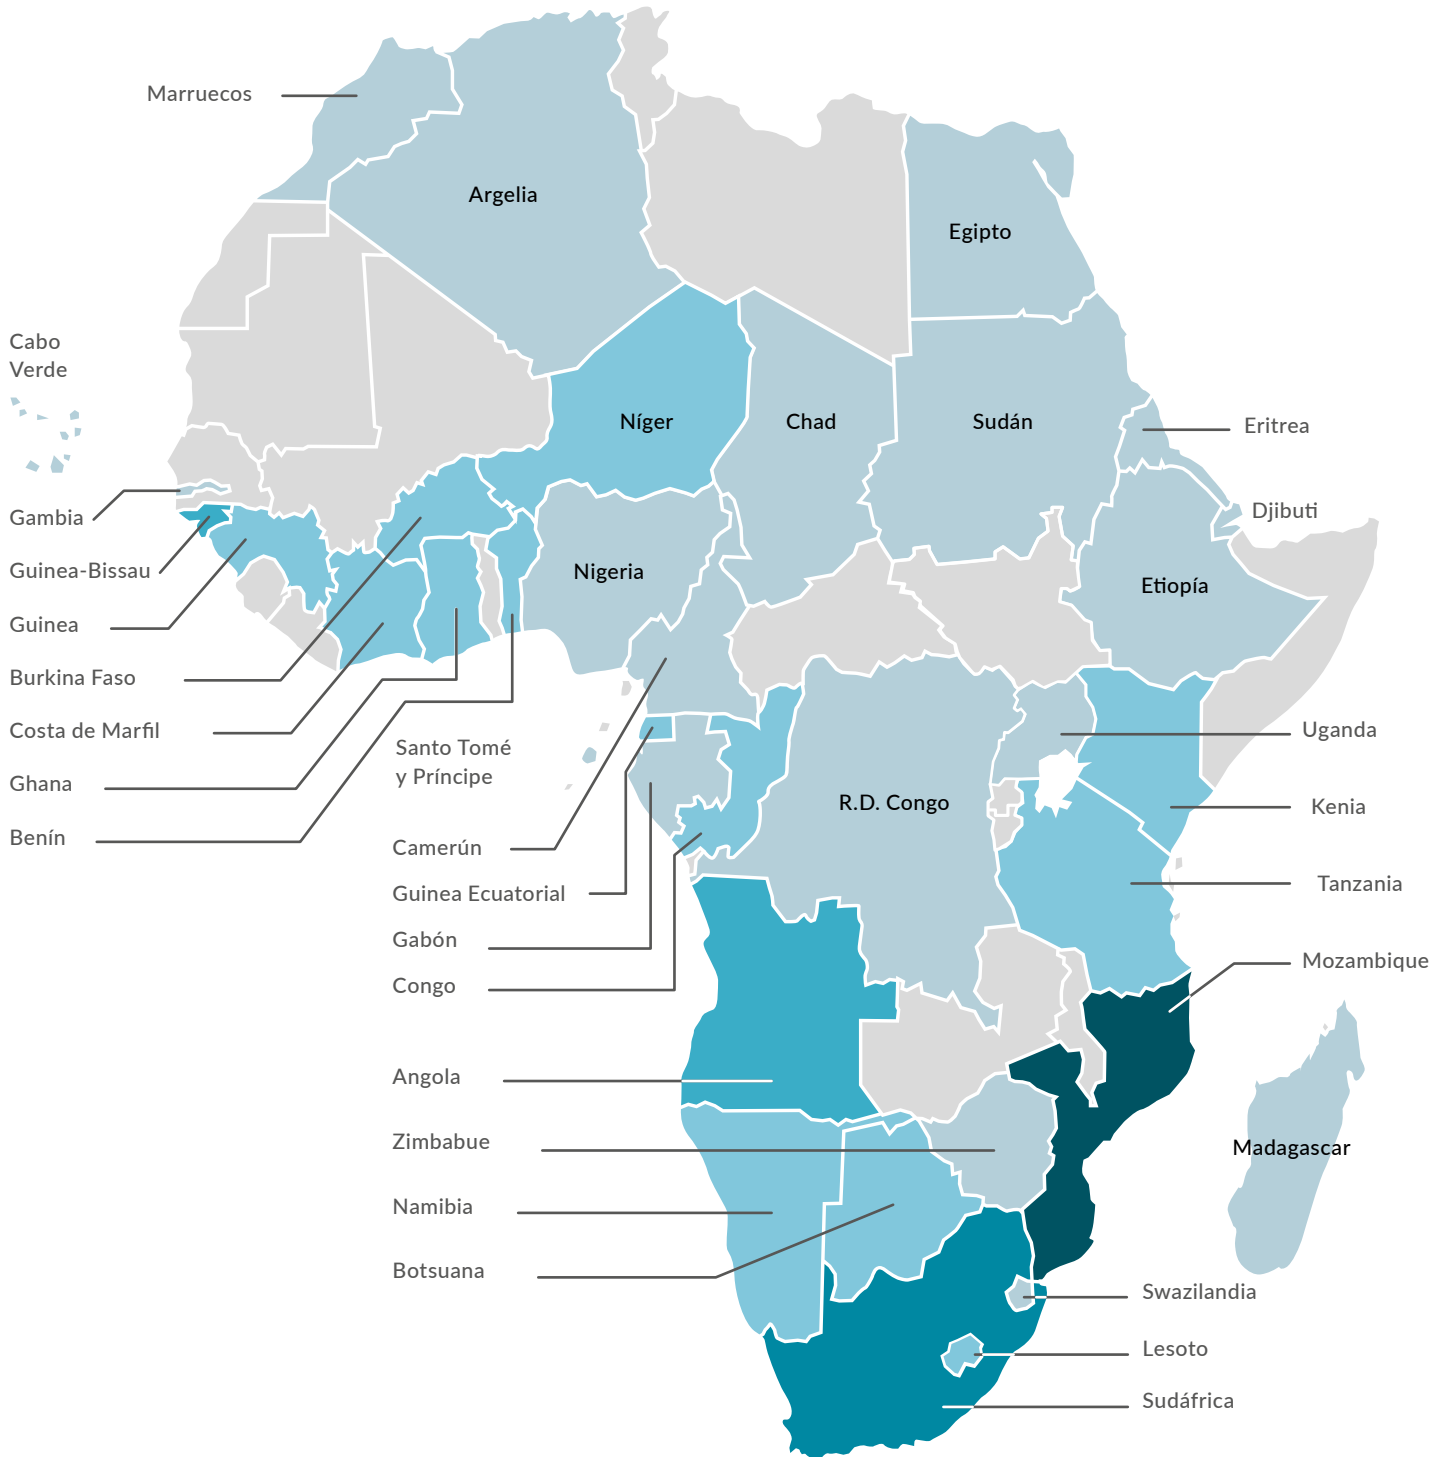 Marruecos
Argelia
Egipto
Cabo
Verde
Níger
Chad
Sudán
Eritrea
Gambia
Djibuti
Guinea-Bissau
Nigeria
Etiopía
Guinea
Burkina Faso
Costa de Marfil
Uganda
Santo Tomé
y Príncipe
Ghana
R.D. Congo
Kenia
Benín
Camerún
Tanzania
Guinea Ecuatorial
Gabón
Mozambique
Congo
Angola
Zimbabue
Madagascar
Namibia
Botsuana
Swazilandia
Lesoto
Sudáfrica